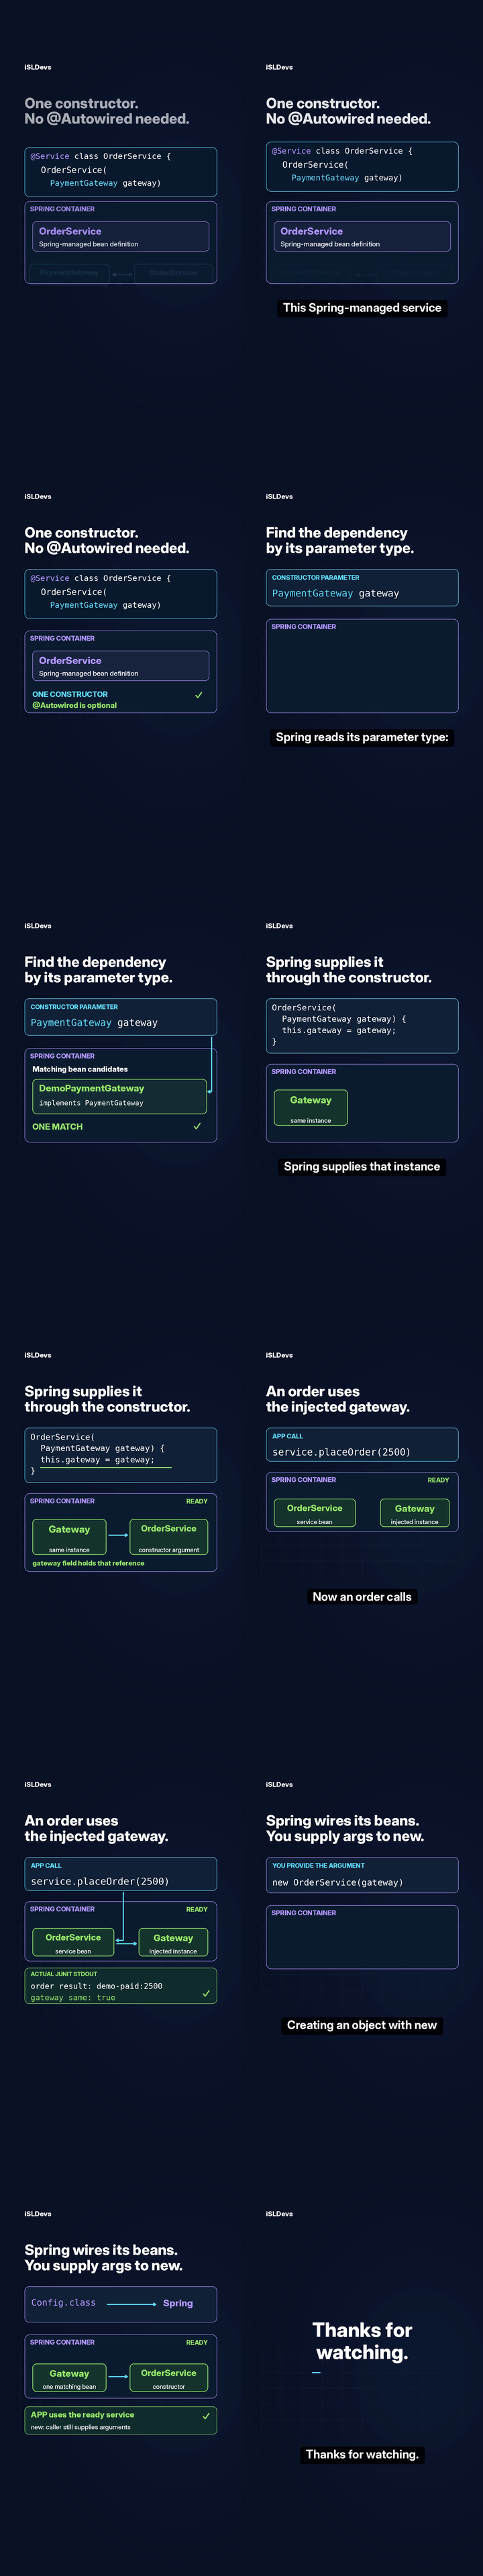 iSLDevs
One constructor.
No @Autowired needed.
@Service class OrderService {
OrderService(
PaymentGateway gateway)
SPRING CONTAINER
OrderService
Spring-managed bean definition
iSLDevs
One constructor.
No @Autowired needed.
@Service class OrderService {
OrderService(
PaymentGateway gateway)
SPRING CONTAINER
OrderService
Spring-managed bean definition
This Spring-managed service
iSLDevs
One constructor.
No @Autowired needed.
@Service class OrderService {
OrderService(
PaymentGateway gateway)
SPRING CONTAINER
OrderService
Spring-managed bean definition
ONE CONSTRUCTOR
@Autowired is optional
iSLDevs
Find the dependency
by its parameter type.
CONSTRUCTOR PARAMETER
PaymentGateway gateway
SPRING CONTAINER
Spring reads its parameter type:
iSLDevs
Find the dependency
by its parameter type.
CONSTRUCTOR PARAMETER
PaymentGateway gateway
SPRING CONTAINER
Matching bean candidates
DemoPaymentGateway
implements PaymentGateway
ONE MATCH
iSLDevs
Spring supplies it
through the constructor.
OrderService(
PaymentGateway gateway) {
this.gateway = gateway;
}
SPRING CONTAINER
Gateway
same instance
Spring supplies that instance
iSLDevs
Spring supplies it
through the constructor.
OrderService(
PaymentGateway gateway) {
this.gateway = gateway;
}
SPRING CONTAINER
READY
Gateway
same instance
OrderService
constructor argument
gateway field holds that reference
iSLDevs
An order uses
the injected gateway.
APP CALL
service.placeOrder(2500)
SPRING CONTAINER
READY
OrderService
service bean
Gateway
injected instance
Now an order calls
iSLDevs
An order uses
the injected gateway.
APP CALL
service.placeOrder(2500)
SPRING CONTAINER
READY
OrderService
service bean
Gateway
injected instance
ACTUAL JUNIT STDOUT
order result: demo-paid:2500
gateway same: true
iSLDevs
Spring wires its beans.
You supply args to new.
YOU PROVIDE THE ARGUMENT
new OrderService(gateway)
SPRING CONTAINER
Creating an object with new
iSLDevs
Spring wires its beans.
You supply args to new.
Config.class
Spring
SPRING CONTAINER
READY
Gateway
one matching bean
OrderService
constructor
APP uses the ready service
new: caller still supplies arguments
iSLDevs
Thanks for
watching.
Thanks for watching.